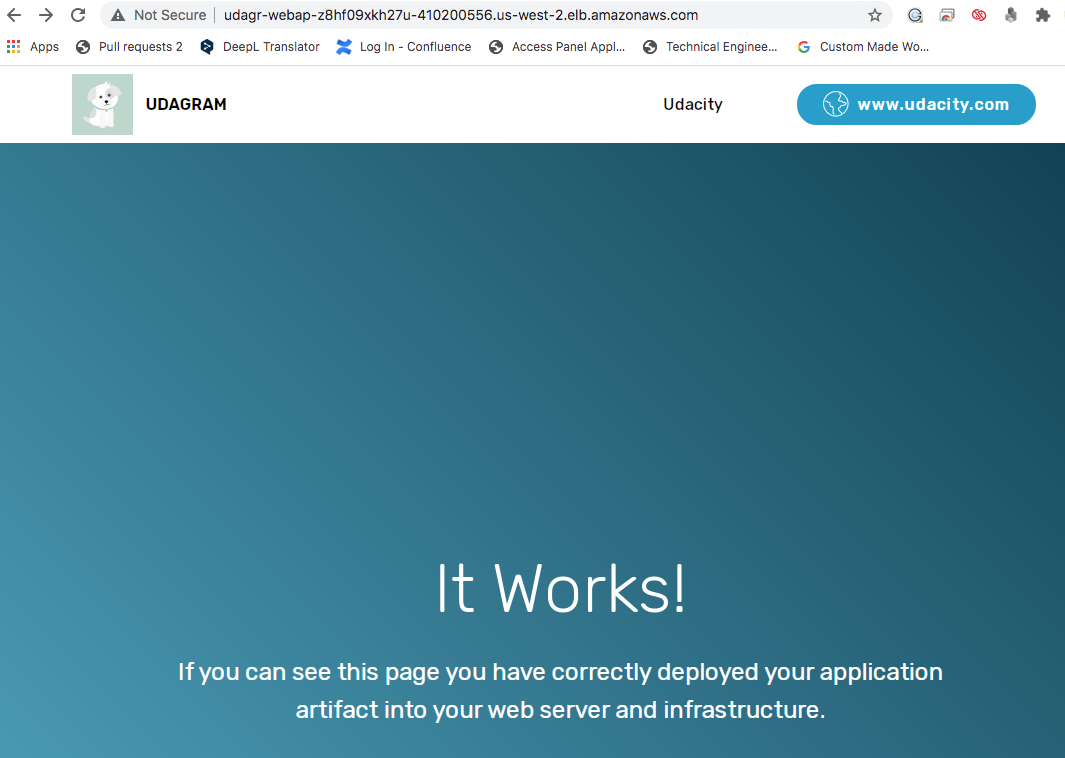 Not Secure | udagr-webap-z8hf09xkh27u-410200556.us-west-2.elb.amazonaws.com
Apps Pull requests 2 DeepL Translator Log In - Confluence Access Panel Appl... Technical Enginee... Custom Made Wo...
UDAGRAM Udacity www.udacity.com
It Works!
If you can see this page you have correctly deployed your application
artifact into your web server and infrastructure.